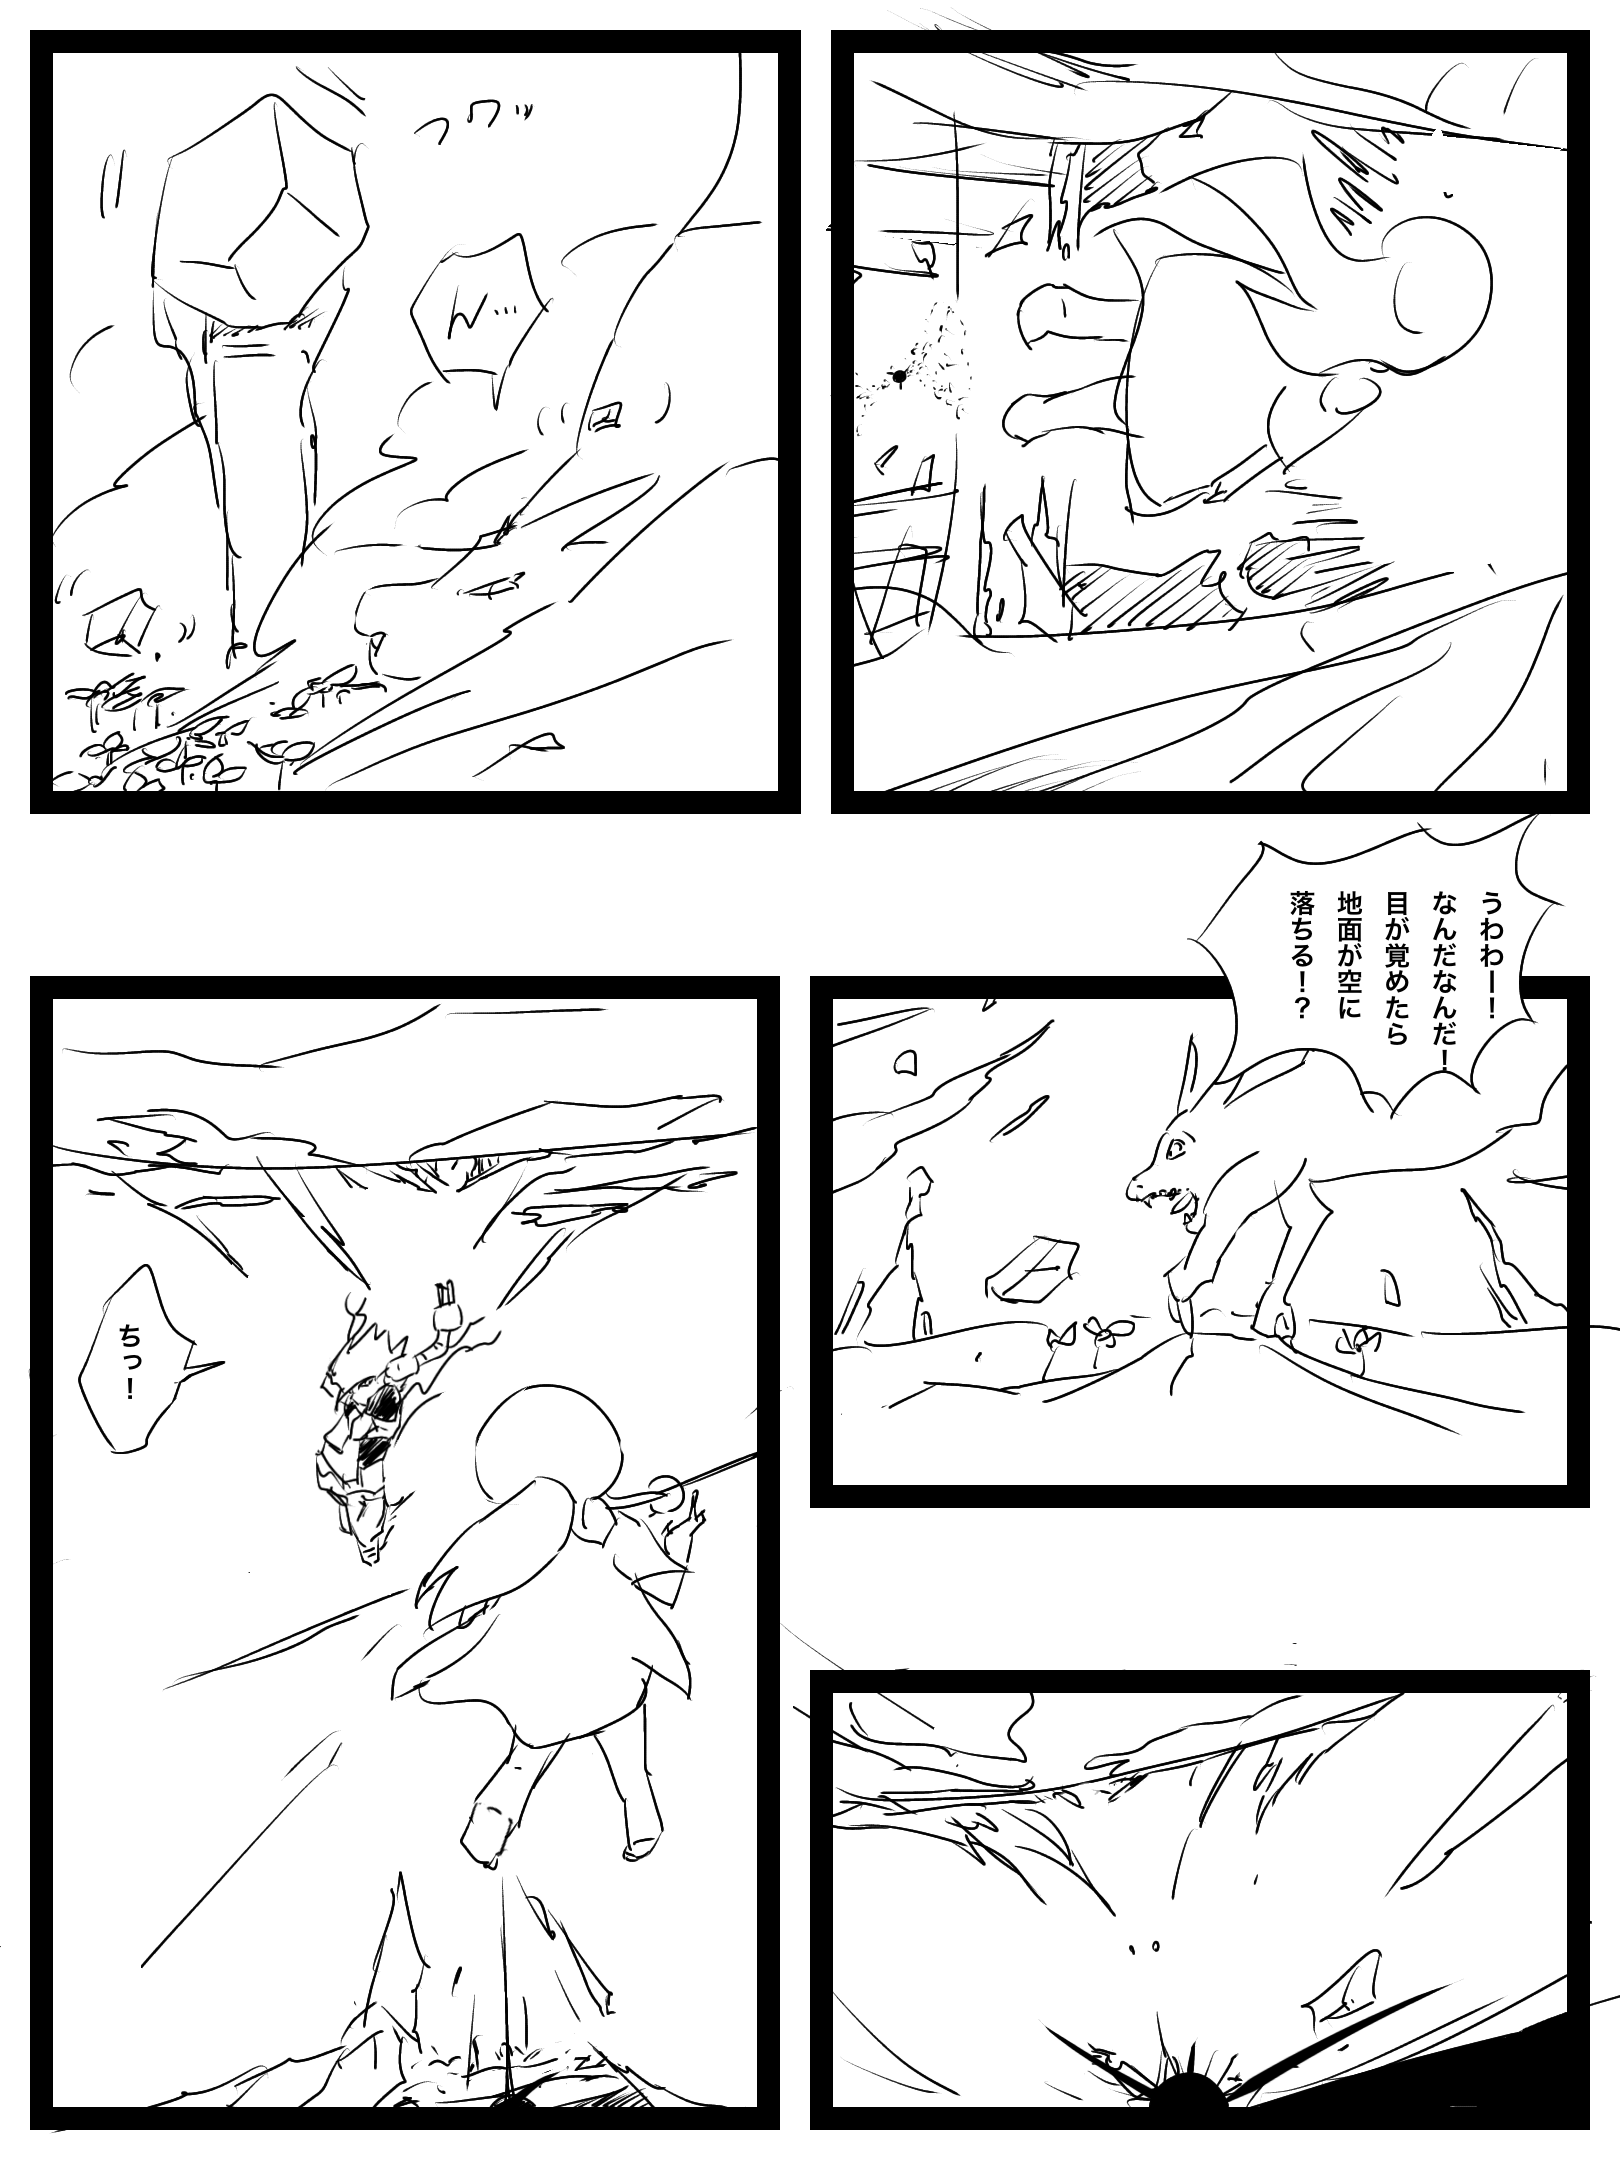 フワッ
ん…
うわわー！
なんだなんだ！
目が覚めたら
地面が空に
落ちる！？
ちっ！